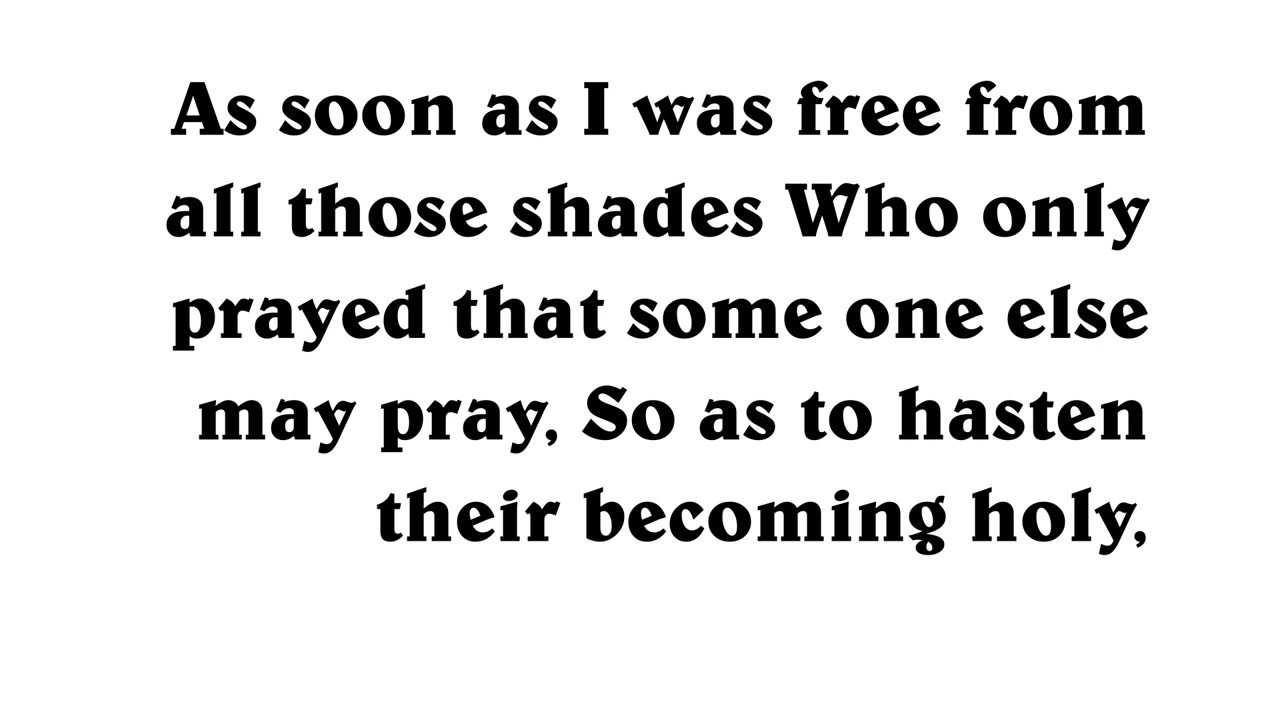 As soon as I was free from
all those shades Who only
prayed that some one else
may pray, So as to hasten
their becoming holy,